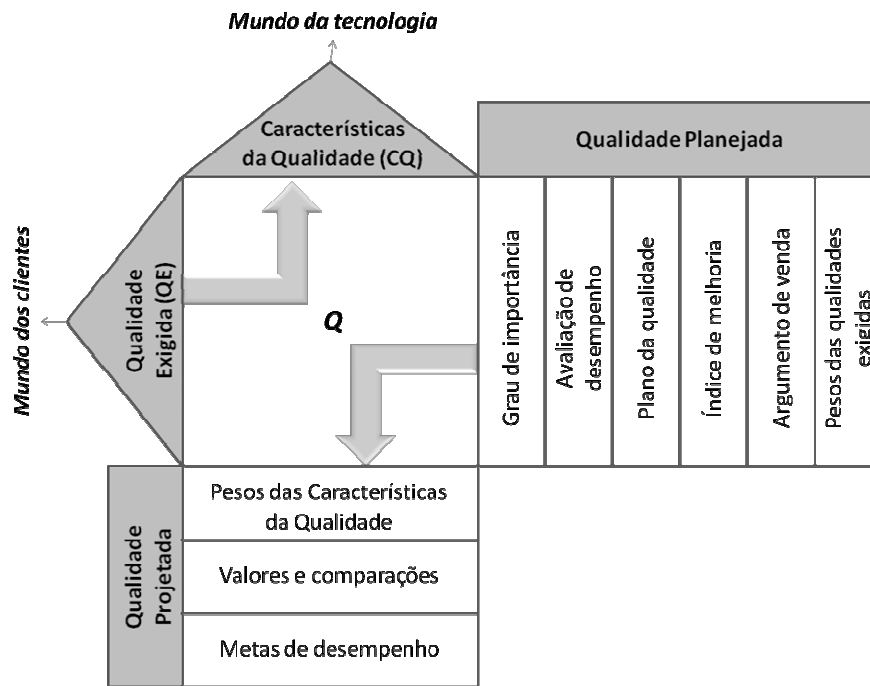 Mundo da tecnologia
Características
da Qualidade (CQ)
Qualidade Planejada
Mundo dos clientes
Qualidade
Exigida (QE)
Q
Grau de importância
Avaliação de
desempenho
Plano da qualidade
Índice de melhoria
Argumento de venda
Pesos das qualidades
exigidas
Qualidade
Projetada
Pesos das Características
da Qualidade
Valores e comparações
Metas de desempenho